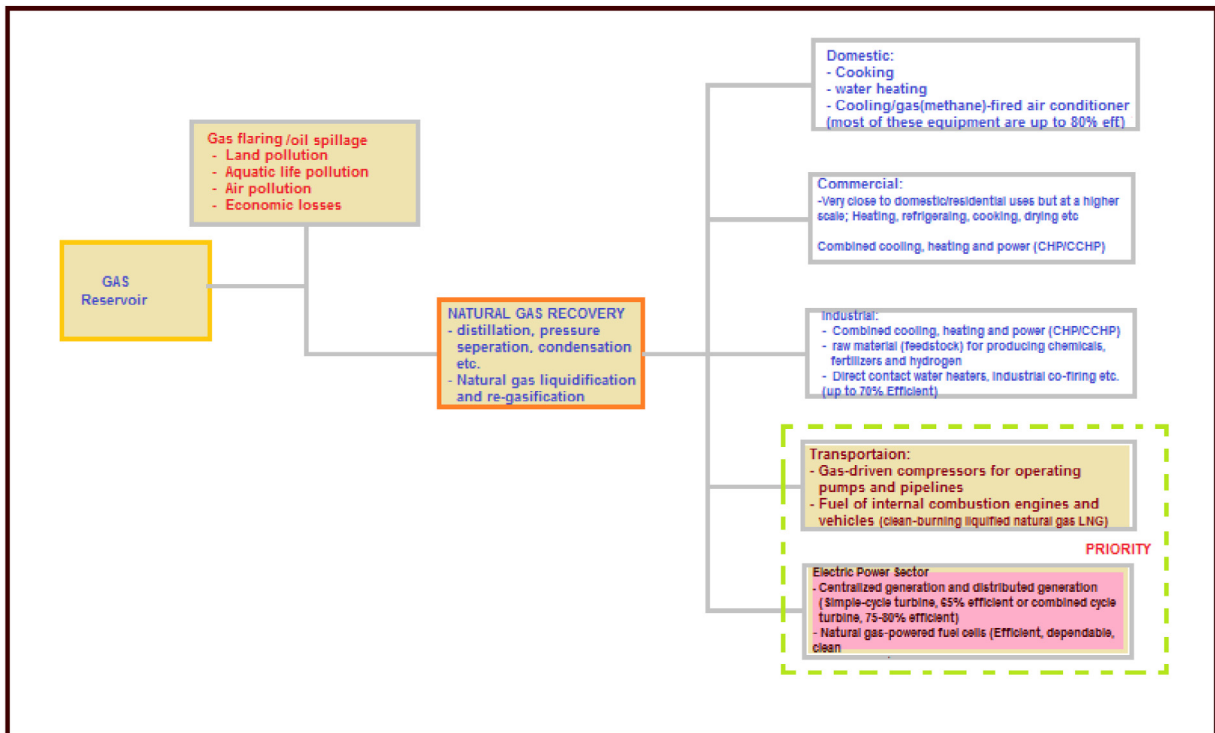 GAS
Reservoir
Gas flaring/oil spillage
- Land pollution
- Aquatic life pollution
- Air pollution
- Economic losses
NATURAL GAS RECOVERY
- distillation, pressure
seperation, condensation
etc.
- Natural gas liquidification
and re-gasification
Domestic:
- Cooking
- water heating
- Cooling/gas(methane)-fired air conditioner
(most of these equipment are up to 80% eff)
Commercial:
-Very close to domestic/residential uses but at a higher
scale; Heating, refrigeraing, cooking, drying etc
Combined cooling, heating and power (CHP/CCHP)
Industrial:
- Combined cooling, heating and power (CHP/CCHP)
- raw material (feedstock) for producing chemicals,
fertilizers and hydrogen
- Direct contact water heaters, industrial co-firing etc.
(up to 70% Efficient)
Transportaion:
- Gas-driven compressors for operating
pumps and pipelines
- Fuel of internal combustion engines and
vehicles (clean-burning liquified natural gas LNG)
PRIORITY
Electric Power Sector
- Centralized generation and distributed generation
(Simple-cycle turbine, 65% efficient or combined cycle
turbine, 75-80% efficient)
- Natural gas-powered fuel cells (Efficient, dependable,
clean